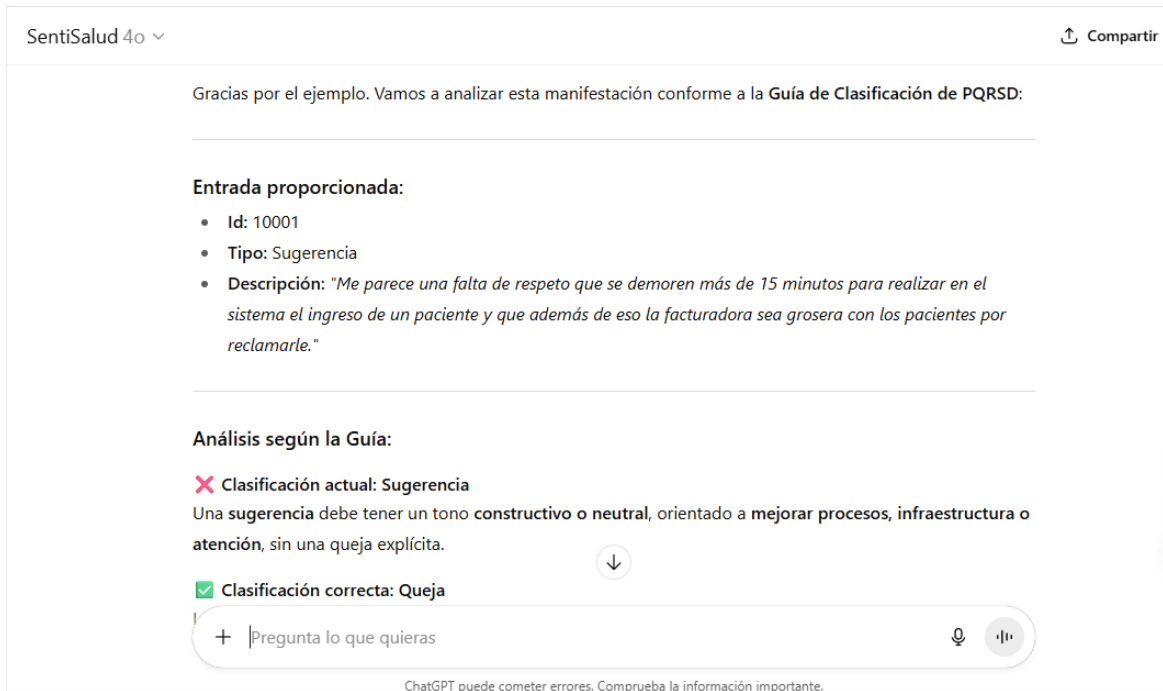 SentiSalud 4o
Compartir
Gracias por el ejemplo. Vamos a analizar esta manifestación conforme a la Guía de Clasificación de PQRSD:
Entrada proporcionada:
• Id: 10001
• Tipo: Sugerencia
• Descripción: "Me parece una falta de respeto que se demoren más de 15 minutos para realizar en el
sistema el ingreso de un paciente y que además de eso la facturadora sea grosera con los pacientes por
reclamarle."
Análisis según la Guía:
❌ Clasificación actual: Sugerencia
Una sugerencia debe tener un tono constructivo o neutral, orientado a mejorar procesos, infraestructura o
atención, sin una queja explícita.
✅ Clasificación correcta: Queja
Pregunta lo que quieras
ChatGPT puede cometer errores. Comprueba la información importante.